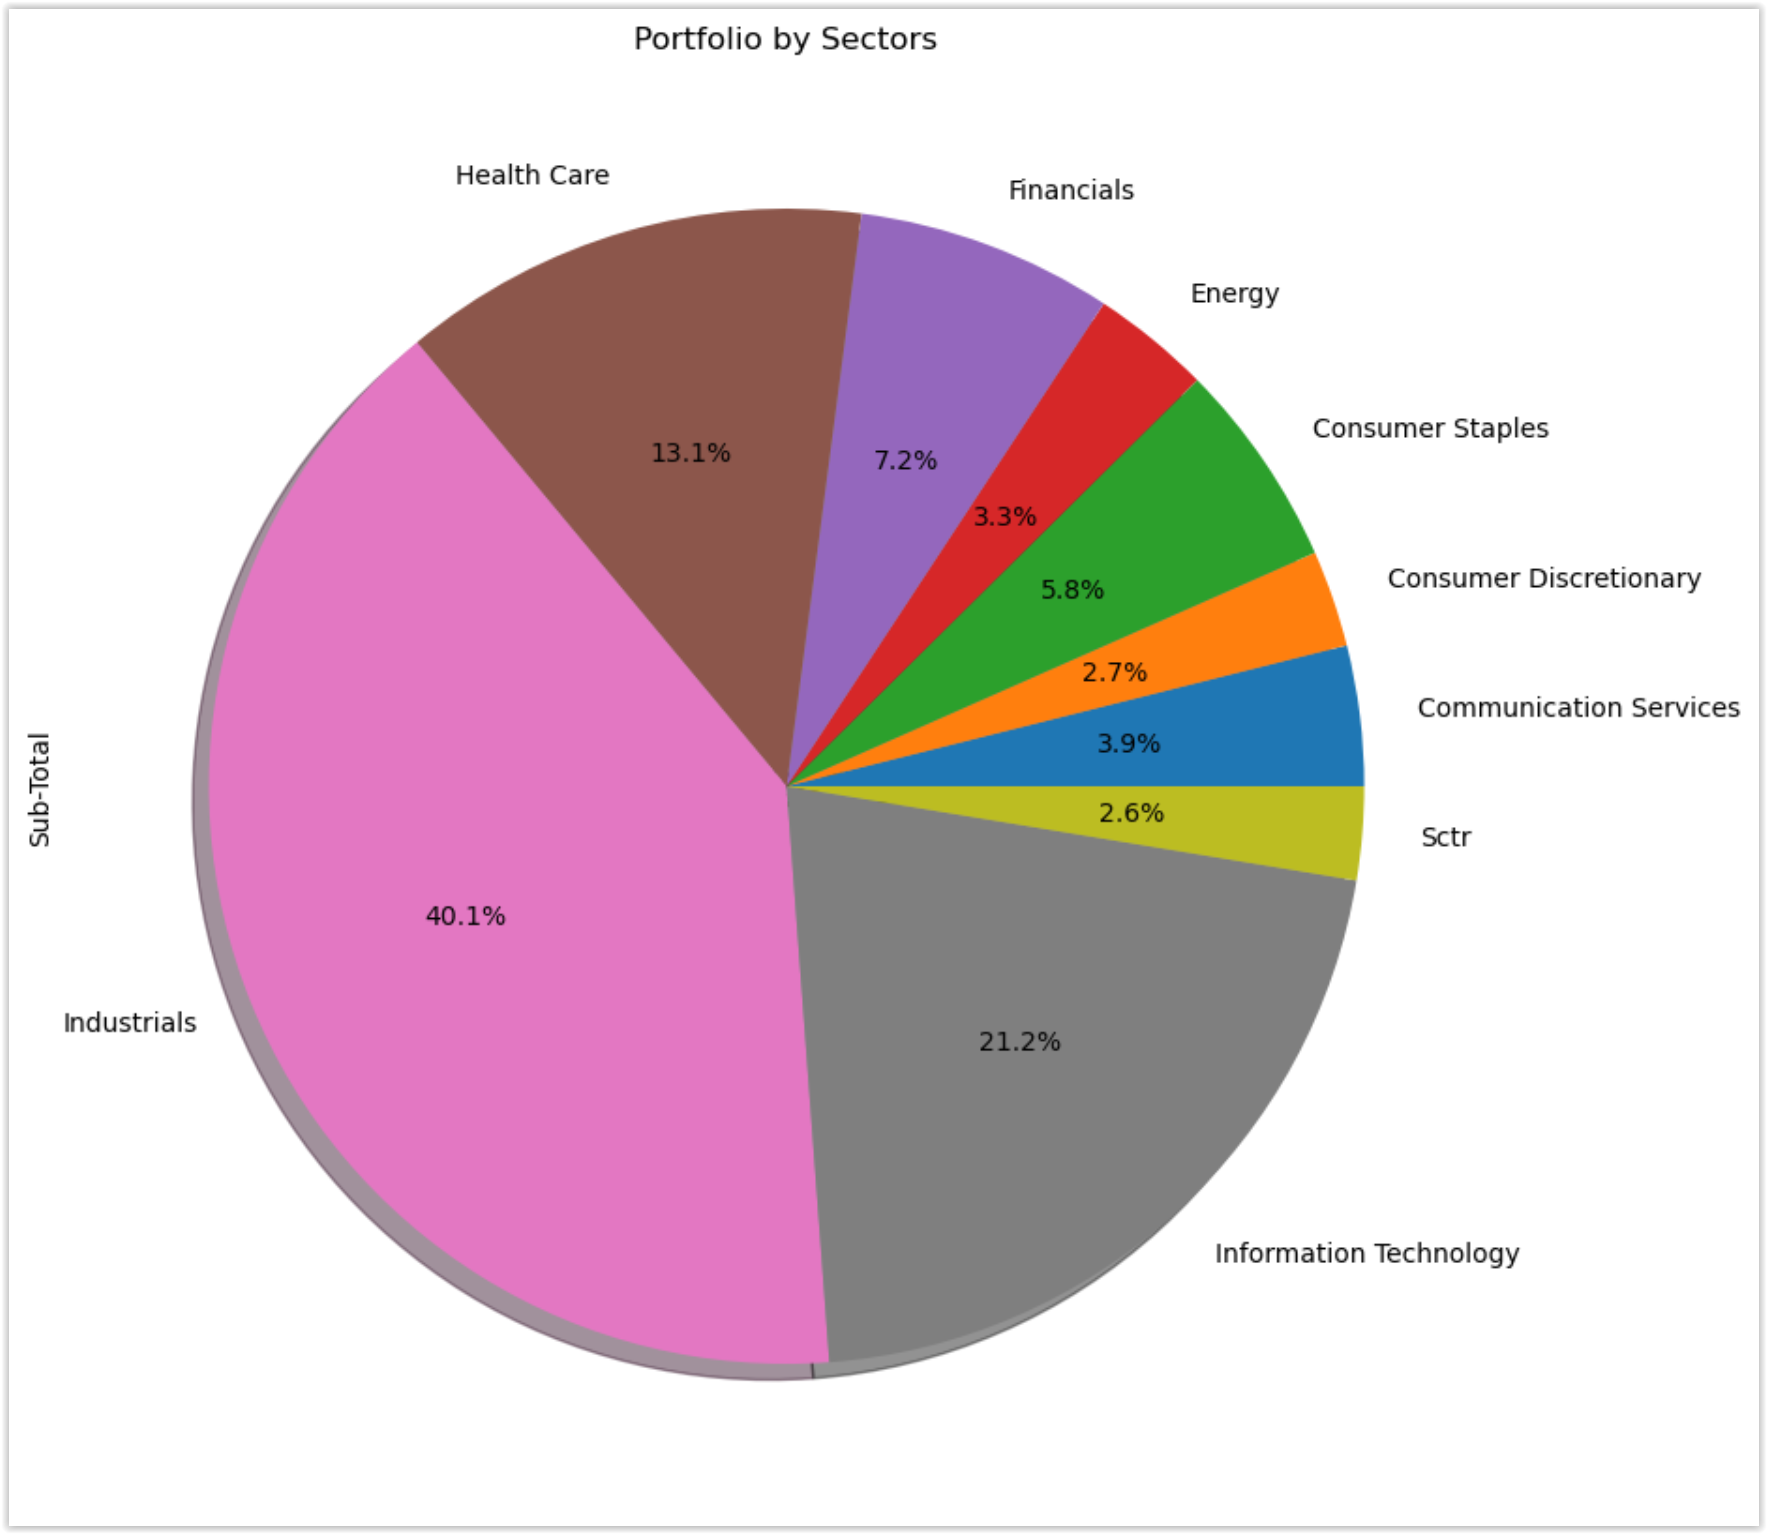 Portfolio by Sectors
Health Care
Financials
Energy
Consumer Staples
Consumer Discretionary
Communication Services
Sctr
Information Technology
Industrials
Sub-Total
13.1%
7.2%
3.3%
5.8%
2.7%
3.9%
2.6%
21.2%
40.1%